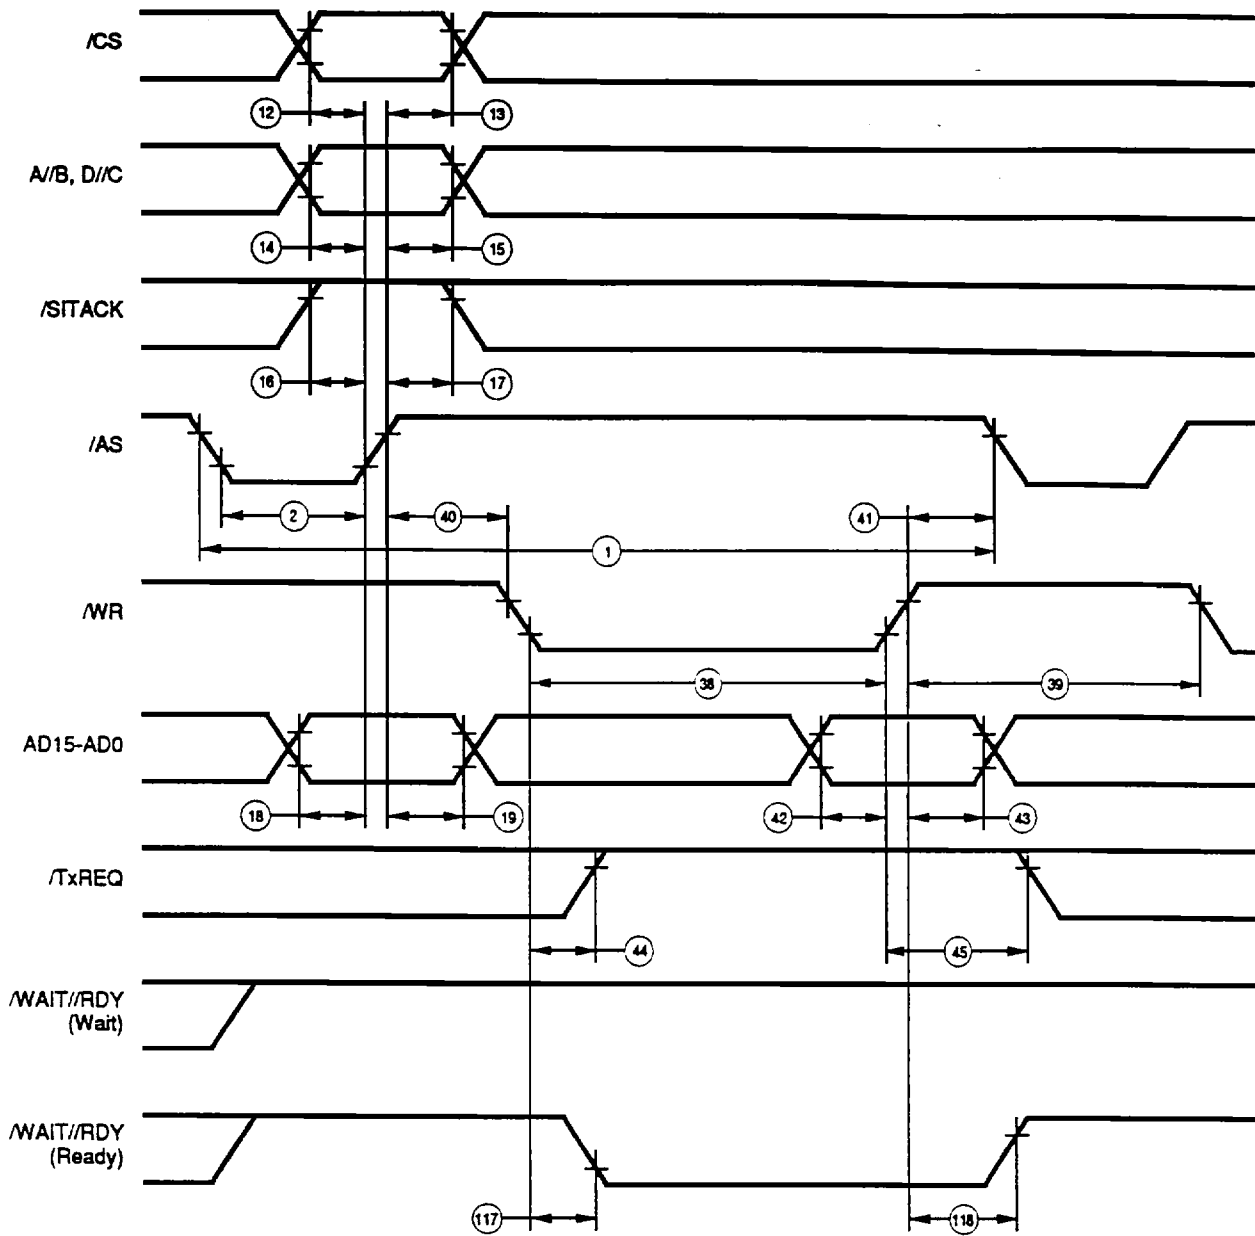 /CS
12
13
A//B, D//C
14
15
/SITACK
16
17
/AS
2
40
41
1
/WR
38
39
AD15-AD0
18
19
42
43
/TxREQ
44
45
/WAIT//RDY
(Wait)
/WAIT//RDY
(Ready)
117
118